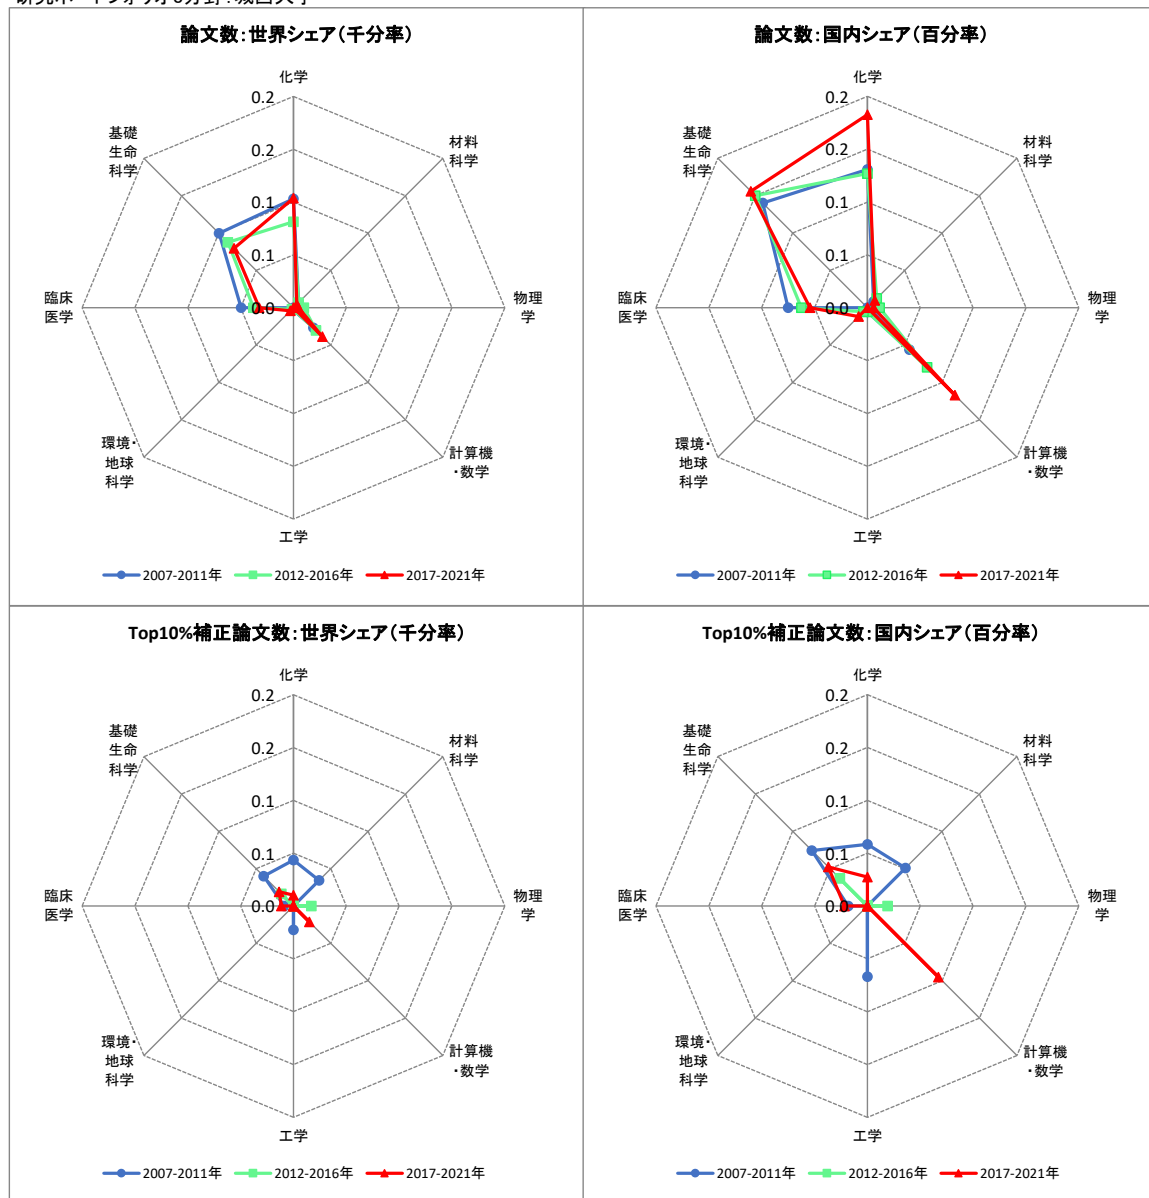 論文数：世界シェア（千分率）
化学
0.2
0.2
0.1
0.1
0.0
材料
科学
物理
学
計算機
・数学
工学
環境・
地球
科学
臨床
医学
基礎
生命
科学
2007-2011年 2012-2016年 2017-2021年
論文数：国内シェア（百分率）
化学
0.2
0.2
0.1
0.1
0.0
材料
科学
物理
学
計算機
・数学
工学
環境・
地球
科学
臨床
医学
基礎
生命
科学
2007-2011年 2012-2016年 2017-2021年
Top10%補正論文数：世界シェア（千分率）
化学
0.2
0.2
0.1
0.1
0.0
材料
科学
物理
学
計算機
・数学
工学
環境・
地球
科学
臨床
医学
基礎
生命
科学
2007-2011年 2012-2016年 2017-2021年
Top10%補正論文数：国内シェア（百分率）
化学
0.2
0.2
0.1
0.1
0.0
材料
科学
物理
学
計算機
・数学
工学
環境・
地球
科学
臨床
医学
基礎
生命
科学
2007-2011年 2012-2016年 2017-2021年